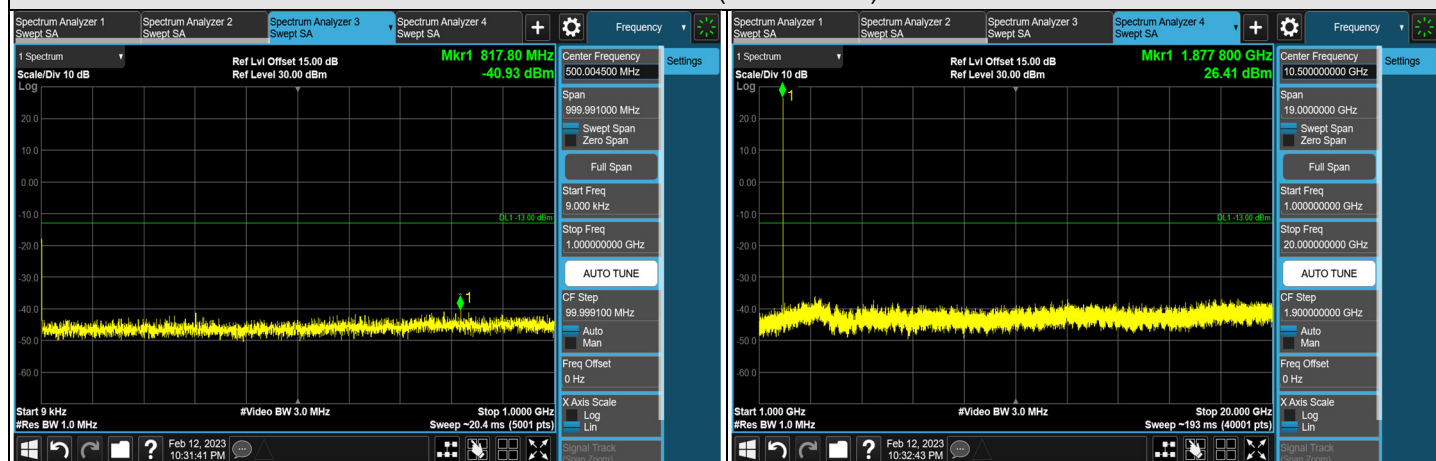 Spectrum Analyzer 1
Swept SA
Spectrum Analyzer 2
Swept SA
Spectrum Analyzer 3
Swept SA
Spectrum Analyzer 4
Swept SA
+
Frequency
1 Spectrum
Ref Lvl Offset 15.00 dB
Mkr1 817.80 MHz
Scale/Div 10 dB
Ref Level 30.00 dBm
-40.93 dBm
Log
1
20.0
10.0
0.00
-10.0
DL1 -13.00 dBm
-20.0
-30.0
-40.0
-50.0
-60.0
Start 9 kHz
#Video BW 3.0 MHz
Stop 1.0000 GHz
#Res BW 1.0 MHz
Sweep ~20.4 ms (5001 pts)
Center Frequency
500.004500 MHz
Settings
Span
999.991000 MHz
Swept Span
Zero Span
Full Span
Start Freq
9.000 kHz
Stop Freq
1.000000000 GHz
AUTO TUNE
CF Step
99.999100 MHz
Auto
Man
Freq Offset
0 Hz
X Axis Scale
Log
Lin
Signal Track
(Span Zoom)
?
Feb 12, 2023
10:31:41 PM
Spectrum Analyzer 1
Swept SA
Spectrum Analyzer 2
Swept SA
Spectrum Analyzer 3
Swept SA
Spectrum Analyzer 4
Swept SA
+
Frequency
1 Spectrum
Ref Lvl Offset 15.00 dB
Mkr1 1.877 800 GHz
Scale/Div 10 dB
Ref Level 30.00 dBm
26.41 dBm
Log
1
20.0
10.0
0.00
-10.0
DL1 -13.00 dBm
-20.0
-30.0
-40.0
-50.0
-60.0
Start 1.000 GHz
#Video BW 3.0 MHz
Stop 20.000 GHz
#Res BW 1.0 MHz
Sweep ~193 ms (40001 pts)
Center Frequency
10.500000000 GHz
Settings
Span
19.0000000 GHz
Swept Span
Zero Span
Full Span
Start Freq
1.000000000 GHz
Stop Freq
20.000000000 GHz
AUTO TUNE
CF Step
1.900000000 GHz
Auto
Man
Freq Offset
0 Hz
X Axis Scale
Log
Lin
Signal Track
(Span Zoom)
?
Feb 12, 2023
10:32:43 PM